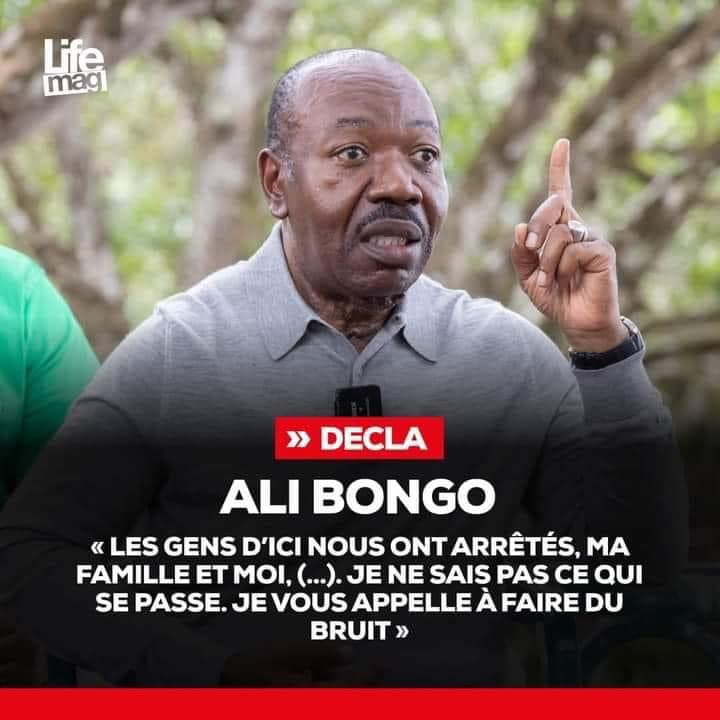 Life
mag
» DECLA
ALI BONGO
« LES GENS D'ICI NOUS ONT ARRÊTÉS, MA
FAMILLE ET MOI, (...). JE NE SAIS PAS CE QUI
SE PASSE. JE VOUS APPELLE À FAIRE DU
BRUIT »